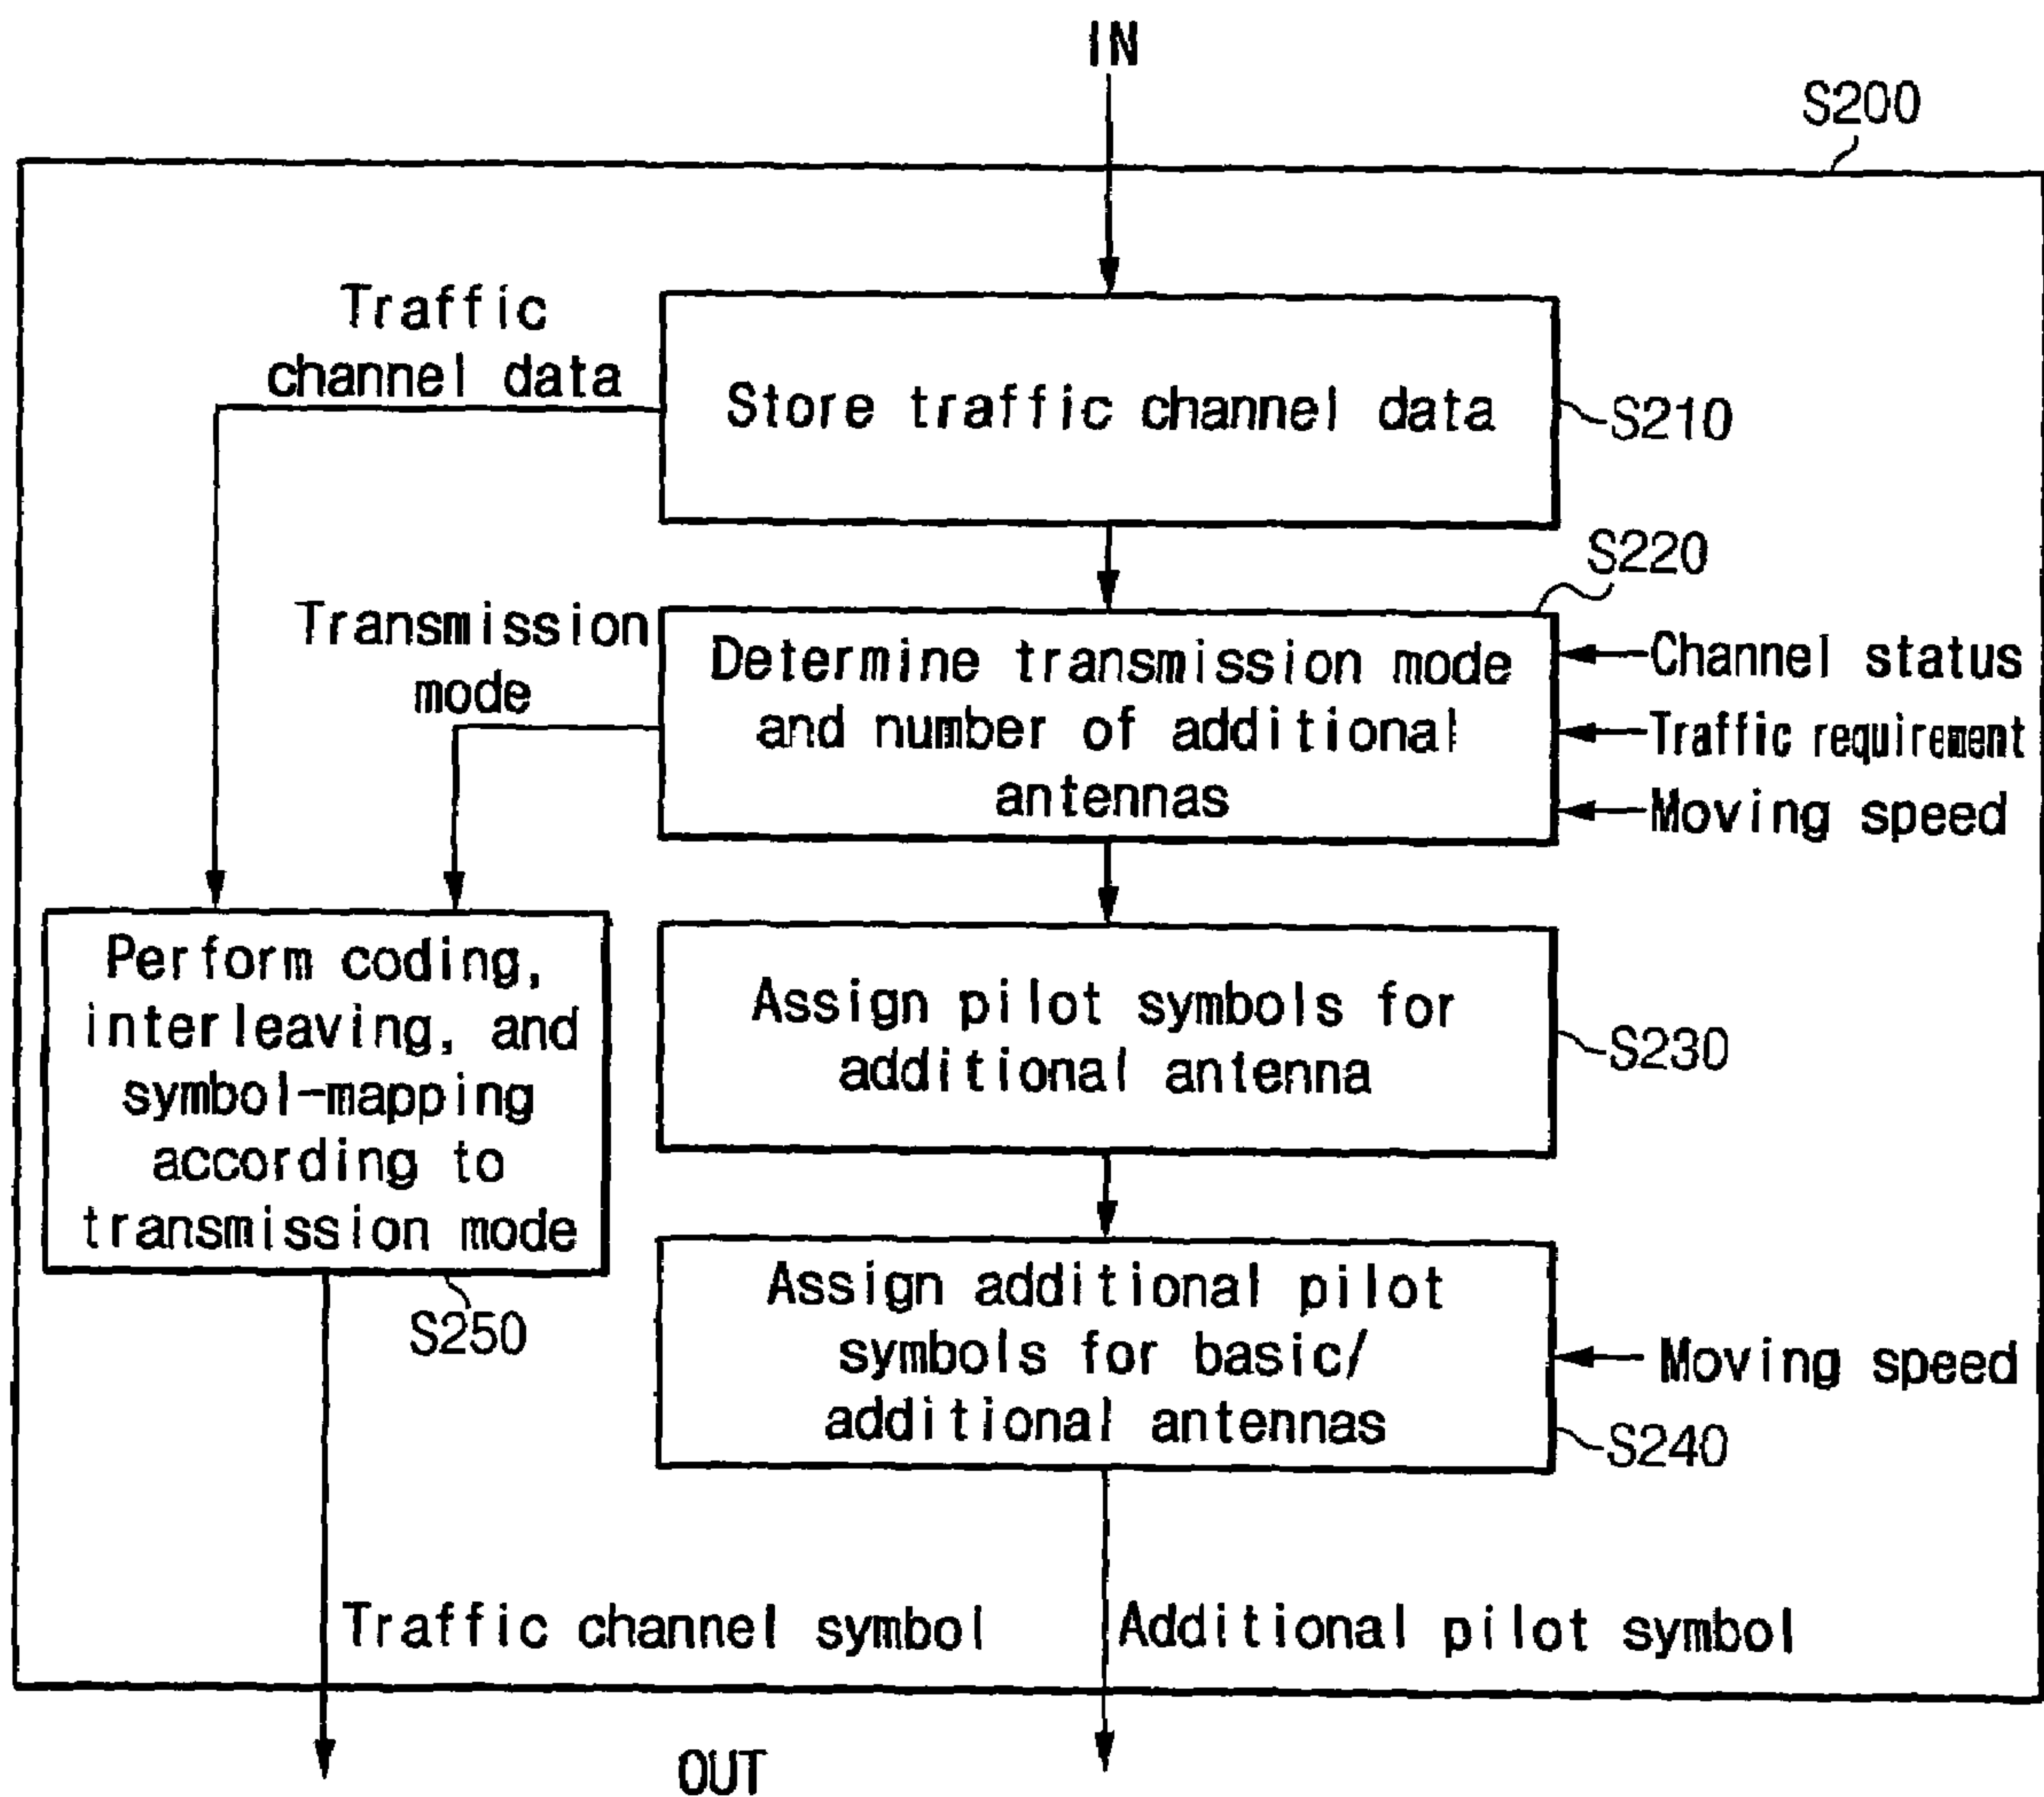 IN
S200
Traffic
channel data
Store traffic channel data
S210
S220
Transmission
mode
Determine transmission mode
and number of additional
antennas
Channel status
Traffic requirement
Moving speed
Perform coding,
interleaving, and
symbol-mapping
according to
transmission mode
S250
Assign pilot symbols for
additional antenna
S230
Assign additional pilot
symbols for basic/
additional antennas
Moving speed
S240
Traffic channel symbol
Additional pilot symbol
OUT